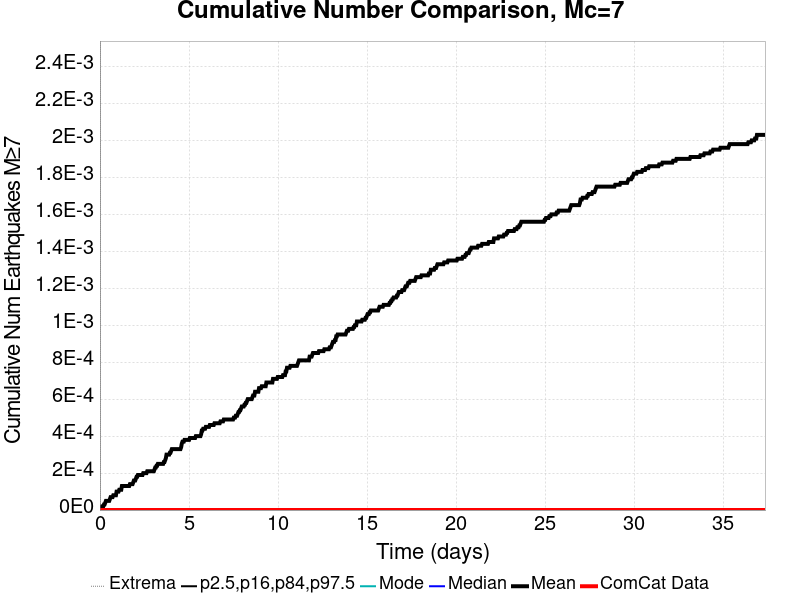 Cumulative Number Comparison, Mc=7
Cumulative Num Earthquakes M≥7
2.4E-3
2.2E-3
2E-3
1.8E-3
1.6E-3
1.4E-3
1.2E-3
1E-3
8E-4
6E-4
4E-4
2E-4
0E0
0 5 10 15 20 25 30 35
Time (days)
Extrema p2.5,p16,p84,p97.5 Mode Median Mean ComCat Data